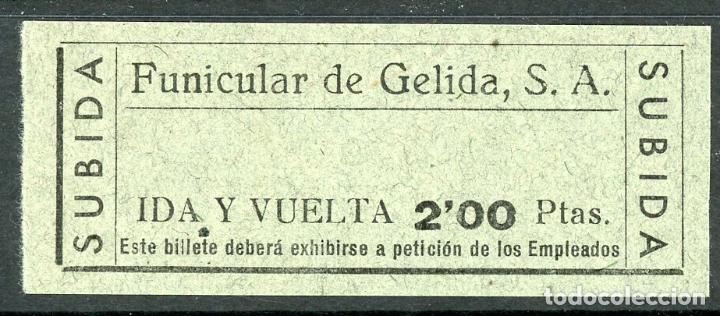 SUBIDA
Funicular de Gelida, S. A.
IDA Y VUELTA 2'00 Ptas.
Este billete deberá exhibirse a petición de los Empleados
SUBIDA
todocoleccion.net